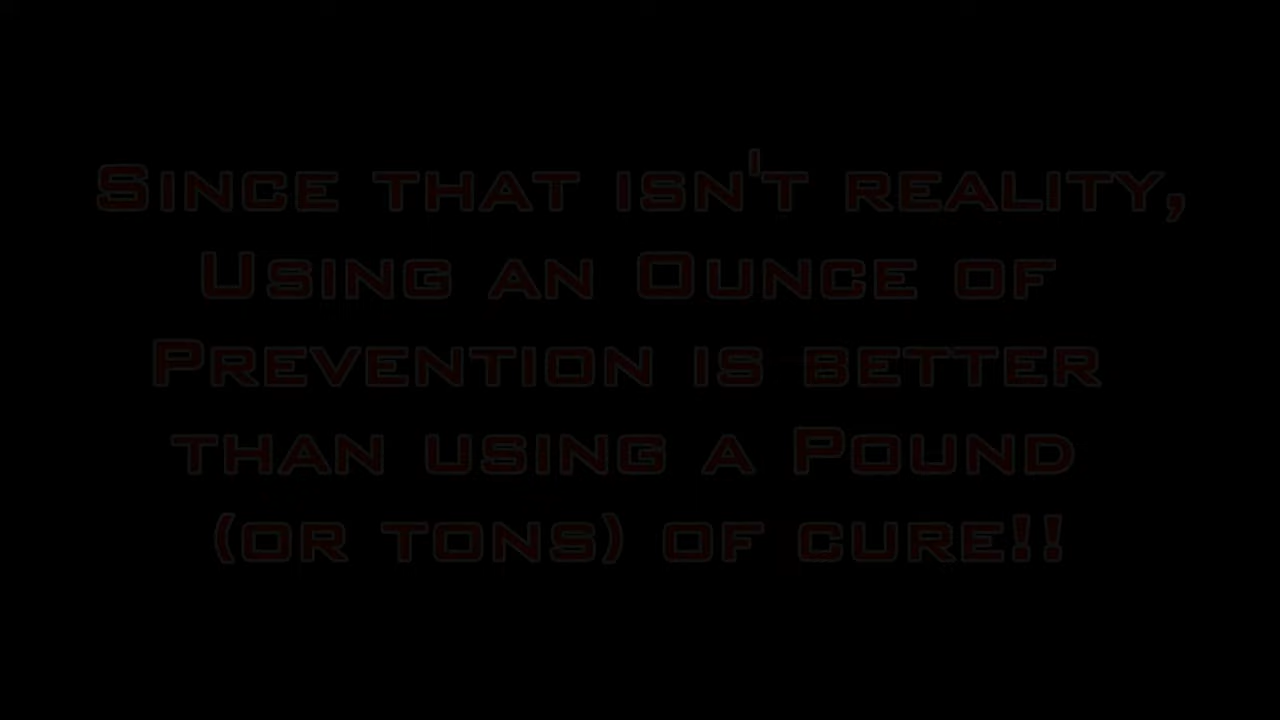 Since that isn't reality,
Using an Ounce of
Prevention is better
than using a Pound
(or tons) of cure!!